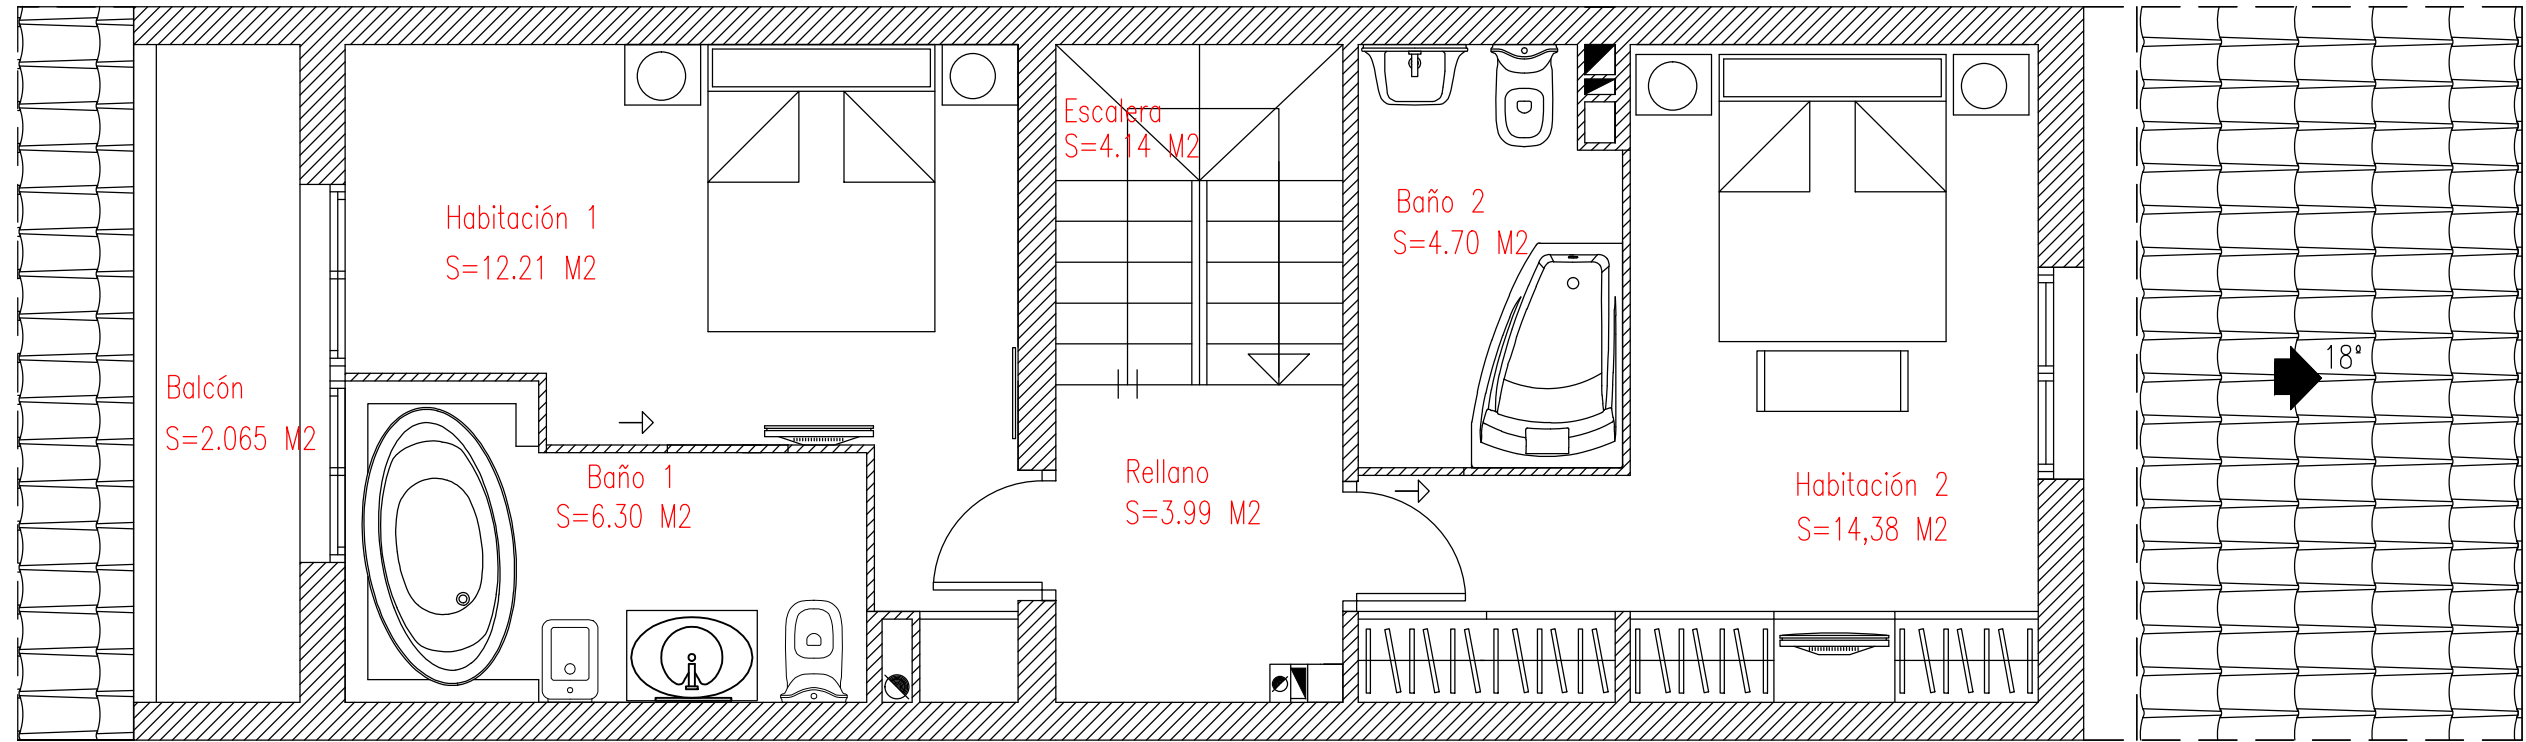 Escalera
S=4.14 M2
Habitación 1
S=12.21 M2
Baño 2
S=4.70 M2
18º
Balcón
S=2.065 M2
Baño 1
S=6.30 M2
Rellano
S=3.99 M2
Habitación 2
S=14,38 M2